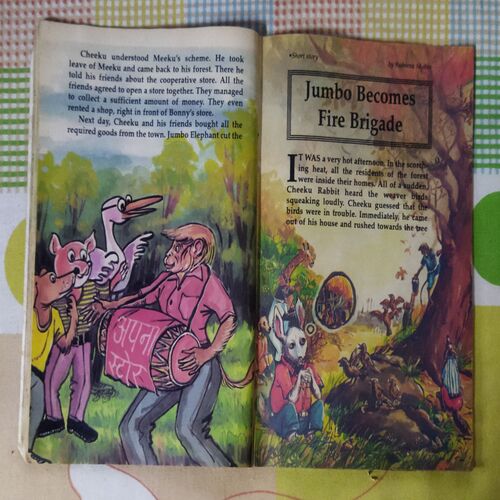 Cheeku understood Meeku's scheme. He took
leave of Meeku and came back to his forest. There he
told his friends about the cooperative store. All the
friends agreed to open a store together. They managed
to collect a sufficient amount of money. They even
rented a shop, right in front of Bonny's store.
Next day, Cheeku and his friends bought all the
required goods from the town. Jumbo Elephant cut the
अपना
स्टोर
•Short story
by
Jumbo Becomes
Fire Brigade
IT WAS a very hot afternoon. In the scorch-
ing heat, all the residents of the forest
were inside their homes. All of a sudden,
Cheeku Rabbit heard the weaver birds
squeaking loudly. Cheeku guessed that the
birds were in trouble. Immediately, he came
out of his house and rushed towards the tree